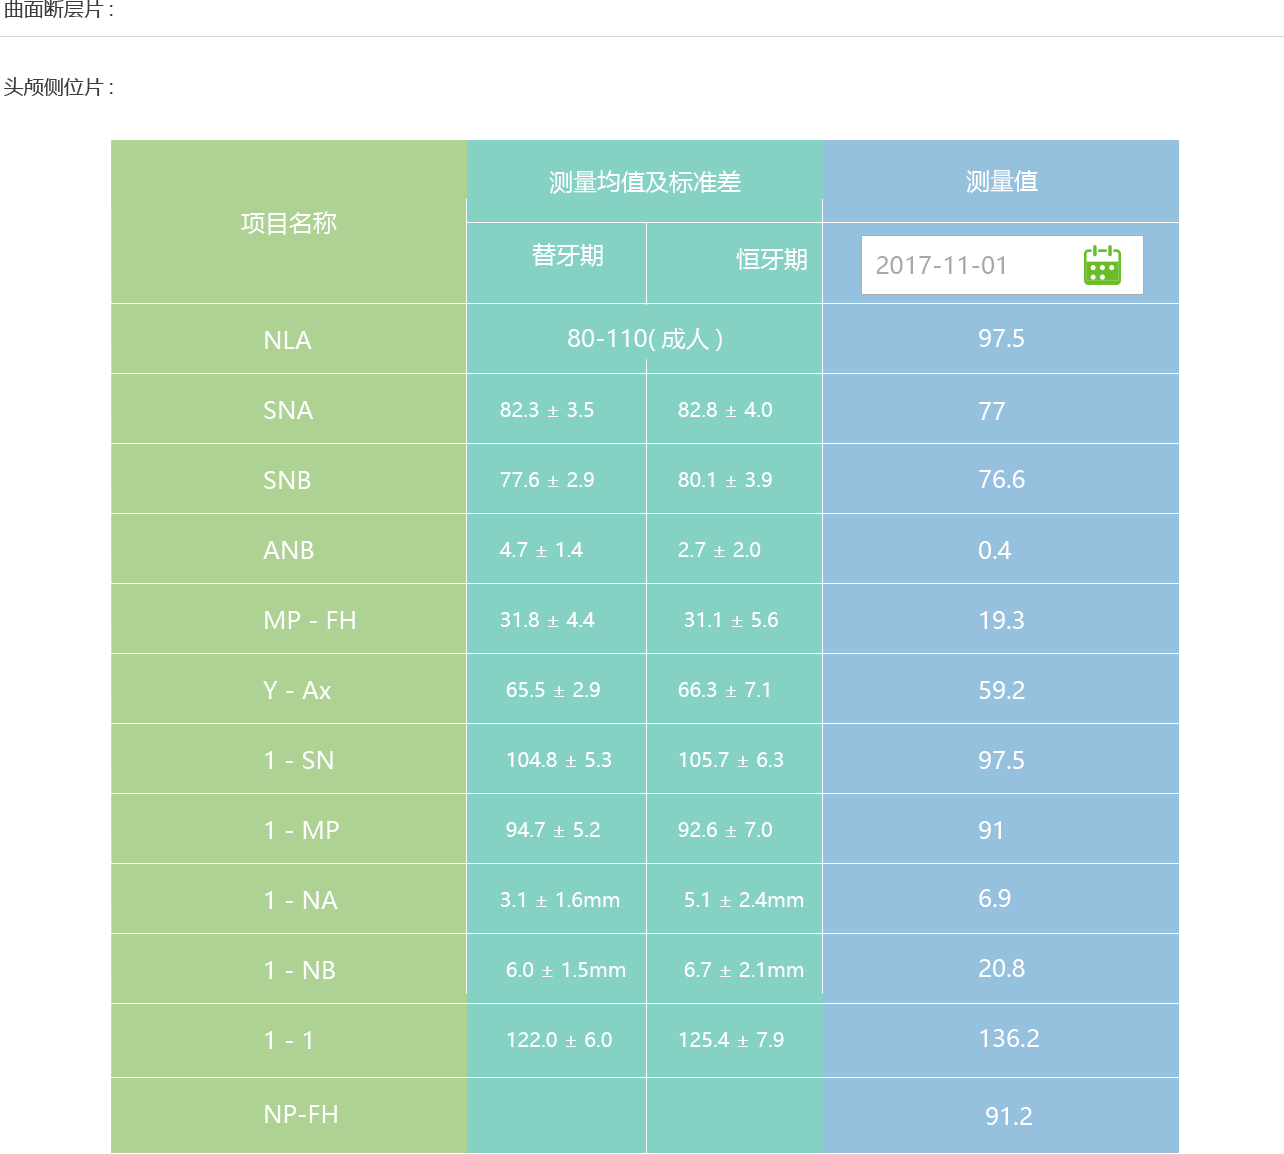 曲面断层片 :
头颅侧位片 :
项目名称 测量均值及标准差 测量值
替牙期 恒牙期 2017-11-01
NLA 80-110( 成人 ) 97.5
SNA 82.3 ± 3.5 82.8 ± 4.0 77
SNB 77.6 ± 2.9 80.1 ± 3.9 76.6
ANB 4.7 ± 1.4 2.7 ± 2.0 0.4
MP - FH 31.8 ± 4.4 31.1 ± 5.6 19.3
Y - Ax 65.5 ± 2.9 66.3 ± 7.1 59.2
1 - SN 104.8 ± 5.3 105.7 ± 6.3 97.5
1 - MP 94.7 ± 5.2 92.6 ± 7.0 91
1 - NA 3.1 ± 1.6mm 5.1 ± 2.4mm 6.9
1 - NB 6.0 ± 1.5mm 6.7 ± 2.1mm 20.8
1 - 1 122.0 ± 6.0 125.4 ± 7.9 136.2
NP-FH 91.2